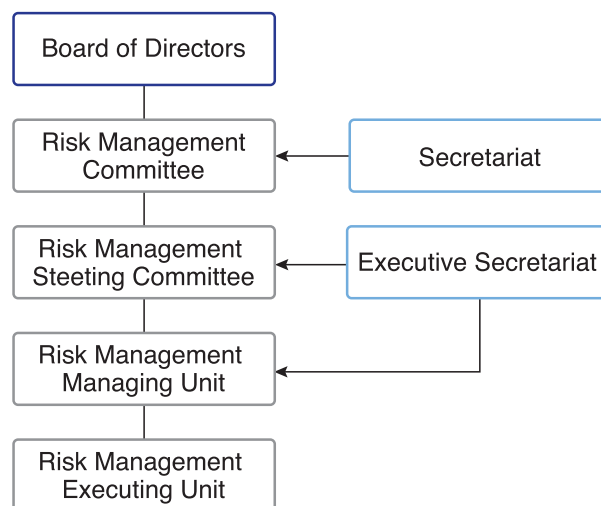 Board of Directors
Risk Management
Committee
Secretariat
Risk Management
Steeting Committee
Executive Secretariat
Risk Management
Managing Unit
Risk Management
Executing Unit